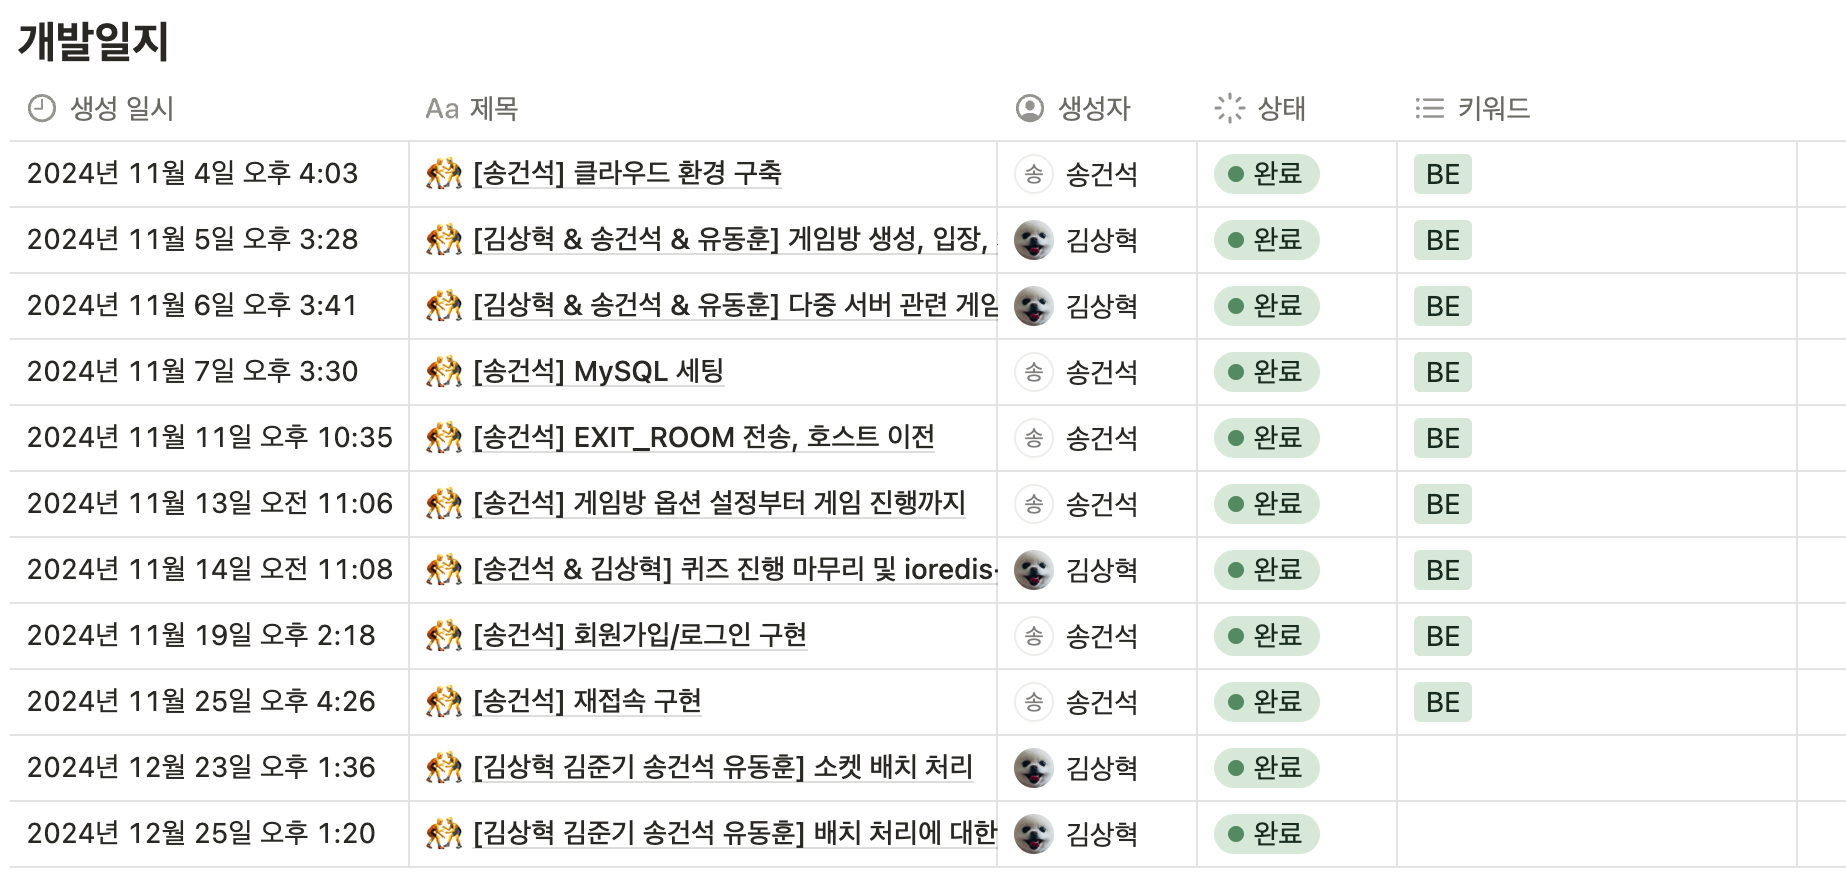 개발일지
생성 일시 Aa 제목 생성자 상태 키워드
2024년 11월 4일 오후 4:03 [송건석] 클라우드 환경 구축 송 송건석 완료 BE
2024년 11월 5일 오후 3:28 [김상혁 & 송건석 & 유동훈] 게임방 생성, 입장, 김상혁 완료 BE
2024년 11월 6일 오후 3:41 [김상혁 & 송건석 & 유동훈] 다중 서버 관련 게임 김상혁 완료 BE
2024년 11월 7일 오후 3:30 [송건석] MySQL 세팅 송 송건석 완료 BE
2024년 11월 11일 오후 10:35 [송건석] EXIT_ROOM 전송, 호스트 이전 송 송건석 완료 BE
2024년 11월 13일 오전 11:06 [송건석] 게임방 옵션 설정부터 게임 진행까지 송 송건석 완료 BE
2024년 11월 14일 오전 11:08 [송건석 & 김상혁] 퀴즈 진행 마무리 및 ioredis- 김상혁 완료 BE
2024년 11월 19일 오후 2:18 [송건석] 회원가입/로그인 구현 송 송건석 완료 BE
2024년 11월 25일 오후 4:26 [송건석] 재접속 구현 송 송건석 완료 BE
2024년 12월 23일 오후 1:36 [김상혁 김준기 송건석 유동훈] 소켓 배치 처리 김상혁 완료
2024년 12월 25일 오후 1:20 [김상혁 김준기 송건석 유동훈] 배치 처리에 대한 김상혁 완료